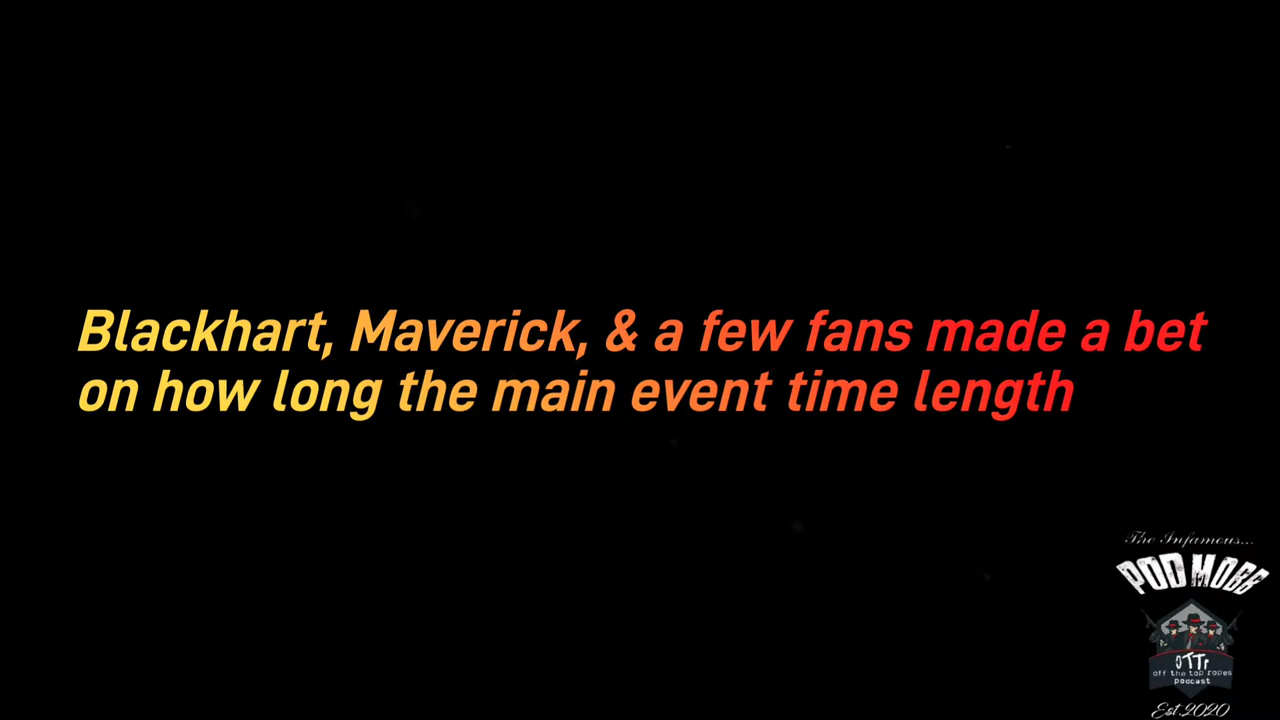 Blackhart, Maverick, & a few fans made a bet
on how long the main event time length
The Infamous...
POD MOBB
OTTR
off the top ropes
podcast
Est.2020